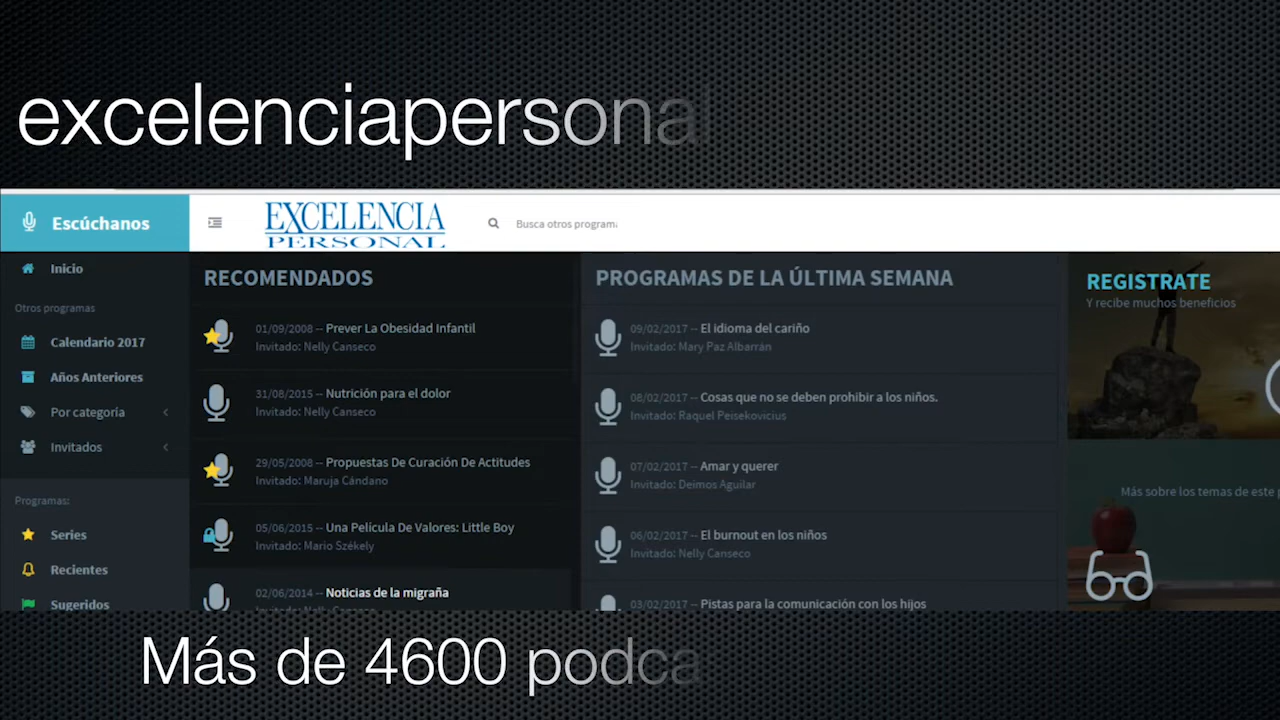 excelenciapersonal
Escúchanos
EXCELENCIA
PERSONAL
Busca otros program
Inicio
Otros programas
Calendario 2017
Años Anteriores
Por categoría
Invitados
Programas:
Series
Recientes
Sugeridos
RECOMENDADOS
01/09/2008 -- Prever La Obesidad Infantil
Invitado: Nelly Canseco
31/08/2015 -- Nutrición para el dolor
Invitado: Nelly Canseco
29/05/2008 -- Propuestas De Curación De Actitudes
Invitado: Maruja Cándano
05/06/2015 -- Una Película De Valores: Little Boy
Invitado: Mario Székely
02/06/2014 -- Noticias de la migraña
Invitado: Nelly Canseco
PROGRAMAS DE LA ÚLTIMA SEMANA
09/02/2017 -- El idioma del cariño
Invitado: Mary Paz Albarrán
08/02/2017 -- Cosas que no se deben prohibir a los niños.
Invitado: Raquel Peisekovicius
07/02/2017 -- Amar y querer
Invitado: Deimos Aguilar
06/02/2017 -- El burnout en los niños
Invitado: Nelly Canseco
03/02/2017 -- Pistas para la comunicación con los hijos
REGISTRATE
Y recibe muchos beneficios
Más sobre los temas de este
Más de 4600 podca